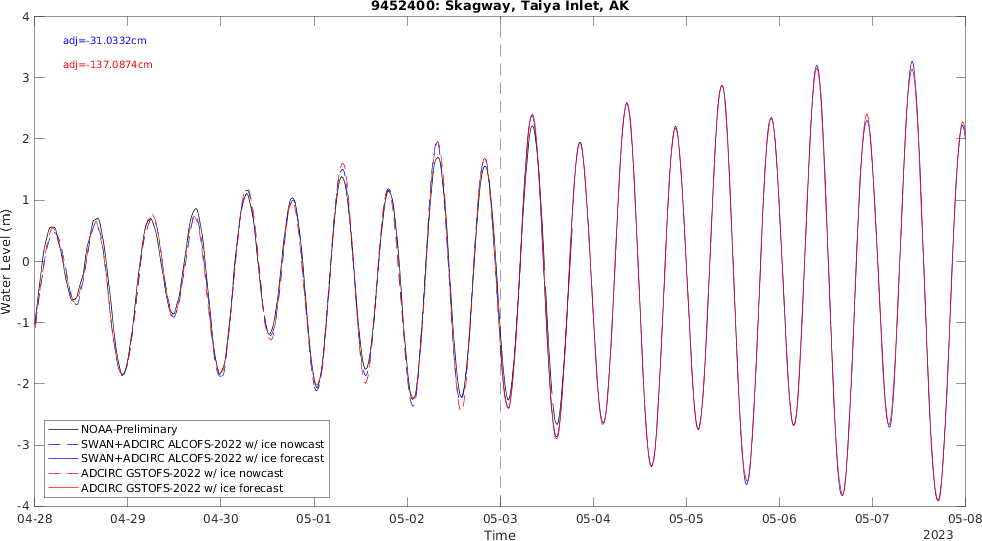 9452400: Skagway, Taiya Inlet, AK
adj=-31.0332cm
adj=-137.0874cm
4
3
2
1
0
-1
-2
-3
-4
Water Level (m)
NOAA-Preliminary
SWAN+ADCIRC ALCOFS-2022 w/ ice nowcast
SWAN+ADCIRC ALCOFS-2022 w/ ice forecast
ADCIRC GSTOFS-2022 w/ ice nowcast
ADCIRC GSTOFS-2022 w/ ice forecast
04-28 04-29 04-30 05-01 05-02 05-03 05-04 05-05 05-06 05-07 05-08
Time
2023